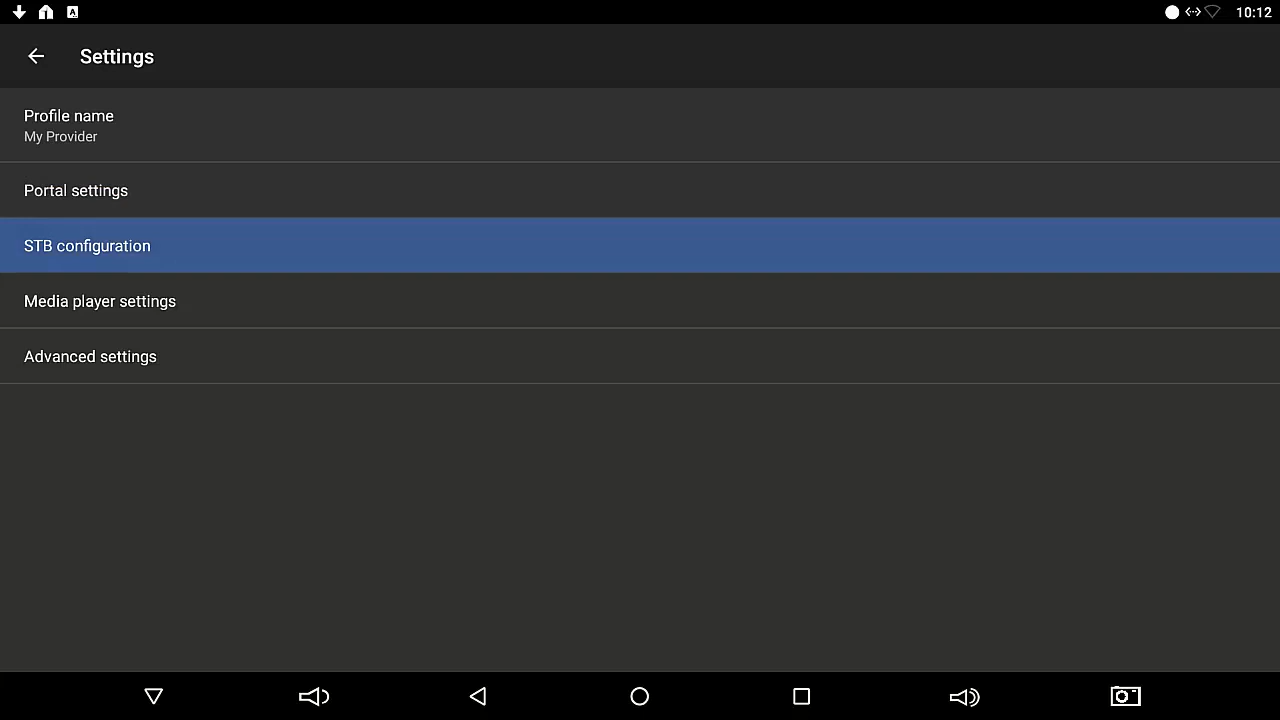 10:12
Settings
Profile name
My Provider
Portal settings
STB configuration
Media player settings
Advanced settings